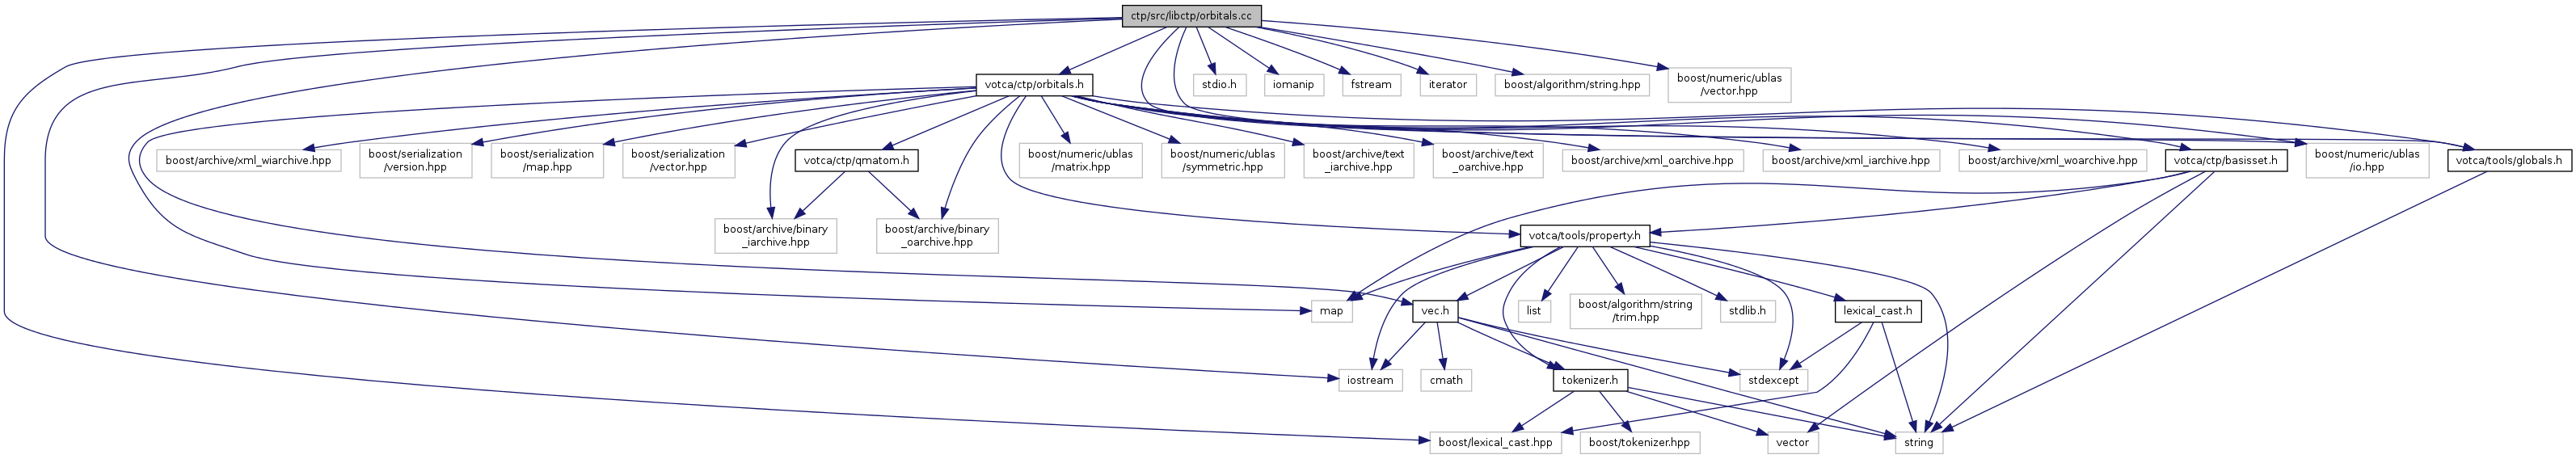 ctp/src/libctp/orbitals.cc
votca/ctp/orbitals.h
stdio.h
iomanip
fstream
iterator
boost/algorithm/string.hpp
boost/numeric/ublas
/vector.hpp
boost/archive/xml_wiarchive.hpp
boost/serialization
/version.hpp
boost/serialization
/map.hpp
boost/serialization
/vector.hpp
votca/ctp/qmatom.h
boost/numeric/ublas
/matrix.hpp
boost/numeric/ublas
/symmetric.hpp
boost/archive/text
_iarchive.hpp
boost/archive/text
_oarchive.hpp
boost/archive/xml_oarchive.hpp
boost/archive/xml_iarchive.hpp
boost/archive/xml_woarchive.hpp
votca/ctp/basisset.h
boost/numeric/ublas
/io.hpp
votca/tools/globals.h
boost/archive/binary
_iarchive.hpp
boost/archive/binary
_oarchive.hpp
votca/tools/property.h
map
vec.h
list
boost/algorithm/string
/trim.hpp
stdlib.h
lexical_cast.h
iostream
cmath
tokenizer.h
stdexcept
boost/lexical_cast.hpp
boost/tokenizer.hpp
vector
string